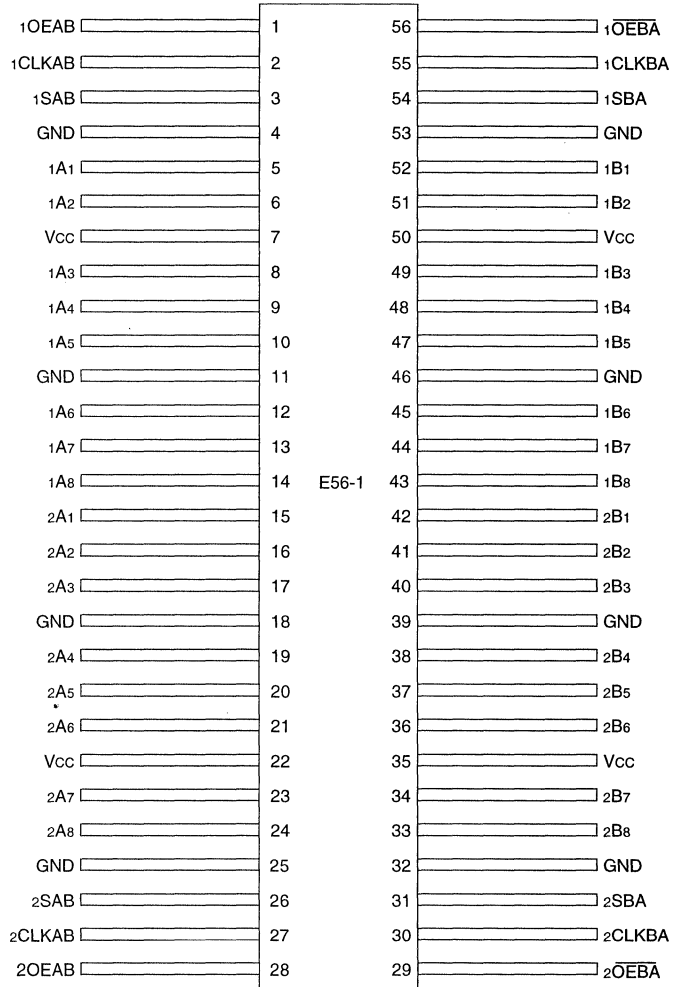 1OEAB 1 56 1O̅E̅B̅A̅
1CLKAB 2 55 1CLKBA
1SAB 3 54 1SBA
GND 4 53 GND
1A1 5 52 1B1
1A2 6 51 1B2
Vcc 7 50 Vcc
1A3 8 49 1B3
1A4 9 48 1B4
1A5 10 47 1B5
GND 11 46 GND
1A6 12 45 1B6
1A7 13 44 1B7
1A8 14 E56-1 43 1B8
2A1 15 42 2B1
2A2 16 41 2B2
2A3 17 40 2B3
GND 18 39 GND
2A4 19 38 2B4
2A5 20 37 2B5
2A6 21 36 2B6
Vcc 22 35 Vcc
2A7 23 34 2B7
2A8 24 33 2B8
GND 25 32 GND
2SAB 26 31 2SBA
2CLKAB 27 30 2CLKBA
2OEAB 28 29 2O̅E̅B̅A̅